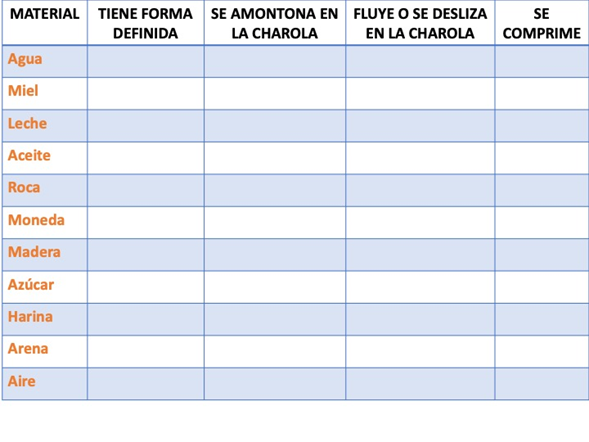 MATERIAL TIENE FORMA DEFINIDA SE AMONTONA EN LA CHAROLA FLUYE O SE DESLIZA EN LA CHAROLA SE COMPRIME
Agua
Miel
Leche
Aceite
Roca
Moneda
Madera
Azúcar
Harina
Arena
Aire